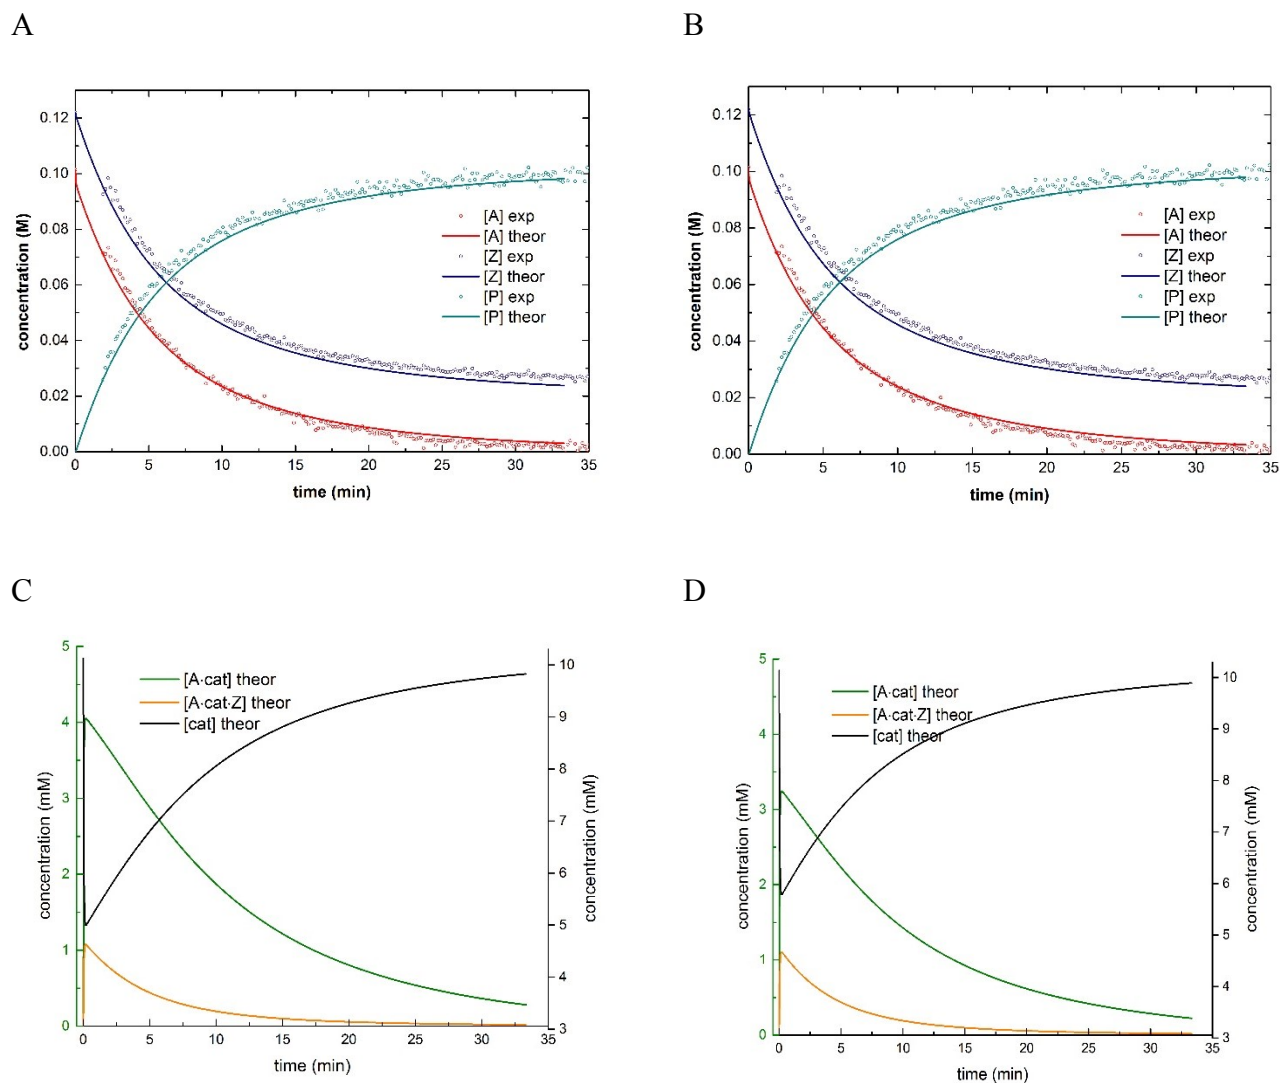 A
B
concentration (M)
0.12
0.10
0.08
0.06
0.04
0.02
0.00
[A] exp
[A] theor
[Z] exp
[Z] theor
[P] exp
[P] theor
0 5 10 15 20 25 30 35
time (min)
concentration (M)
0.12
0.10
0.08
0.06
0.04
0.02
0.00
[A] exp
[A] theor
[Z] exp
[Z] theor
[P] exp
[P] theor
0 5 10 15 20 25 30 35
time (min)
C
D
concentration (mM)
5
4
3
2
1
0
[A·cat] theor
[A·cat·Z] theor
[cat] theor
10
9
8
7
6
5
4
3
concentration (mM)
0 5 10 15 20 25 30 35
time (min)
concentration (mM)
5
4
3
2
1
0
[A·cat] theor
[A·cat·Z] theor
[cat] theor
10
9
8
7
6
5
4
3
concentration (mM)
0 5 10 15 20 25 30 35
time (min)